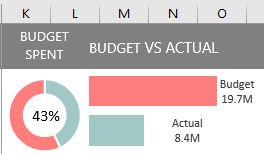 K L M N O
BUDGET
SPENT
BUDGET VS ACTUAL
43%
Budget
19.7M
Actual
8.4M